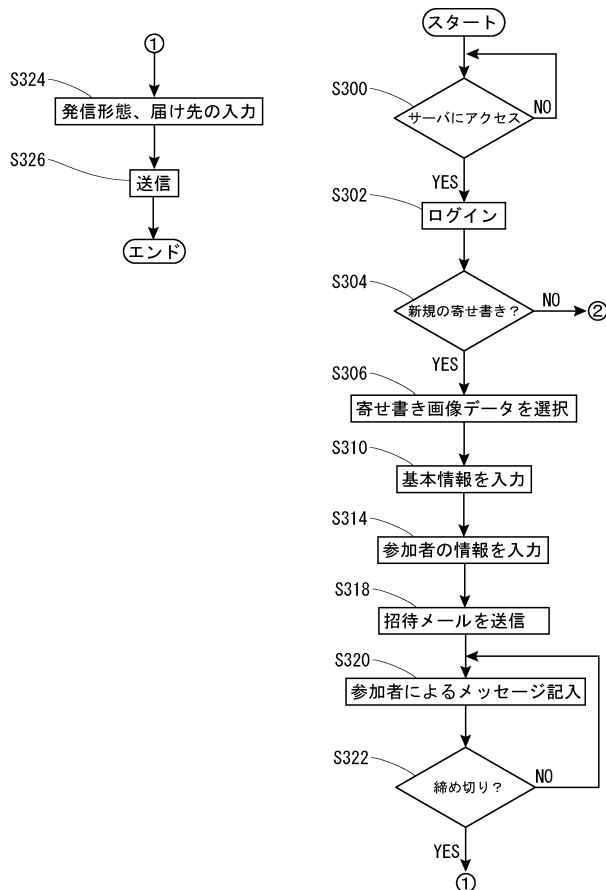 スタート
S300
サーバにアクセス
NO
YES
S302
ログイン
S304
新規の寄せ書き?
NO
②
YES
S306
寄せ書き画像データを選択
S310
基本情報を入力
S314
参加者の情報を入力
S318
招待メールを送信
S320
参加者によるメッセージ記入
S322
締め切り?
NO
YES
①
①
S324
発信形態、届け先の入力
S326
送信
エンド